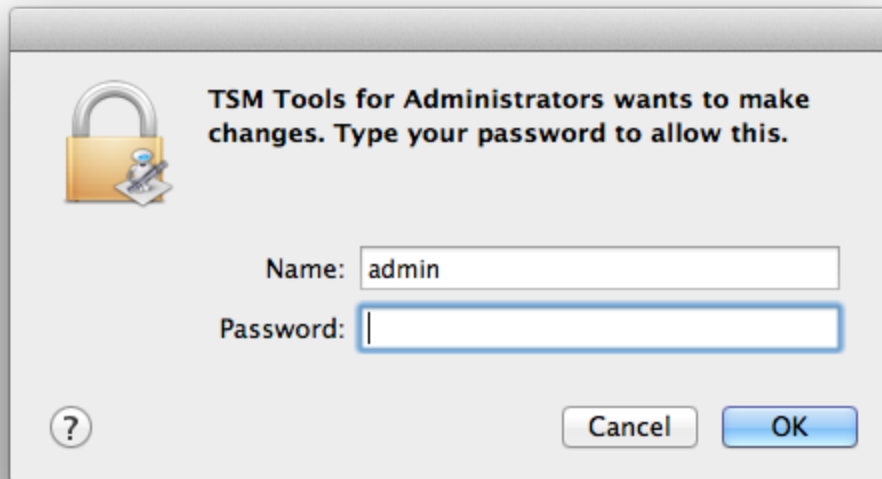 TSM Tools for Administrators wants to make
changes. Type your password to allow this.
Name: admin
Password:
? Cancel OK